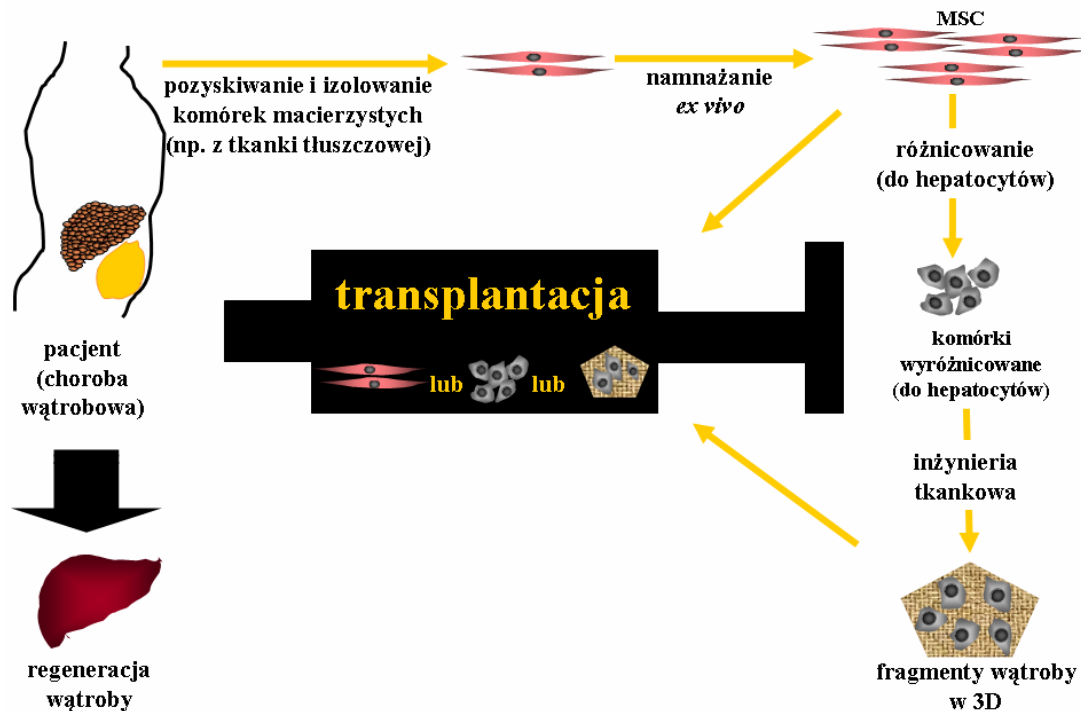 MSC
pozyskiwanie i izolowanie
komórek macierzystych
(np. z tkanki tłuszczowej)
namnażanie
ex vivo
różnicowanie
(do hepatocytów)
transplantacja
lub
lub
komórki
wyróżnicowane
(do hepatocytów)
pacjent
(choroba
wątrobowa)
inżynieria
tkankowa
regeneracja
wątroby
fragmenty wątroby
w 3D